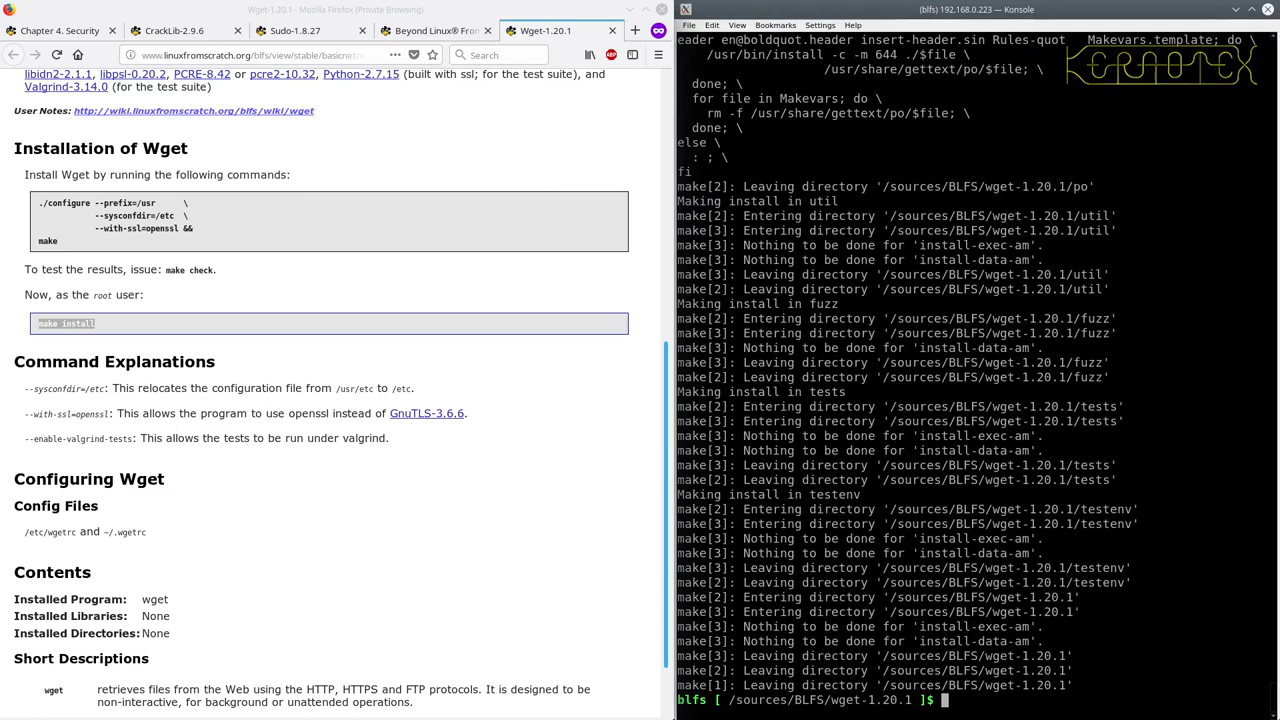 Wget-1.20.1 - Mozilla Firefox (Private Browsing)
Chapter 4. Security
CrackLib-2.9.6
Sudo-1.8.27
Beyond Linux® Fro
Wget-1.20.1
www.linuxfromscratch.org/blfs/view/stable/basicne
Search
libidn2-2.1.1, libpsl-0.20.2, PCRE-8.42 or pcre2-10.32, Python-2.7.15 (built with ssl; for the test suite), and
Valgrind-3.14.0 (for the test suite)
User Notes: http://wiki.linuxfromscratch.org/blfs/wiki/wget
Installation of Wget
Install Wget by running the following commands:
./configure --prefix=/usr \
--sysconfdir=/etc \
--with-ssl=openssl &&
make
To test the results, issue: make check.
Now, as the root user:
make install
Command Explanations
--sysconfdir=/etc: This relocates the configuration file from /usr/etc to /etc.
--with-ssl=openssl: This allows the program to use openssl instead of GnuTLS-3.6.6.
--enable-valgrind-tests: This allows the tests to be run under valgrind.
Configuring Wget
Config Files
/etc/wgetrc and ~/.wgetrc
Contents
Installed Program: wget
Installed Libraries: None
Installed Directories: None
Short Descriptions
wget retrieves files from the Web using the HTTP, HTTPS and FTP protocols. It is designed to be
non-interactive, for background or unattended operations.
(blfs) 192.168.0.223 — Konsole
File Edit View Bookmarks Settings Help
eader en@boldquot.header insert-header.sin Rules-quot   Makevars.template; do \
/usr/bin/install -c -m 644 ./$file \
/usr/share/gettext/po/$file; \
done; \
for file in Makevars; do \
rm -f /usr/share/gettext/po/$file; \
done; \
else \
: ; \
fi
make[2]: Leaving directory '/sources/BLFS/wget-1.20.1/po'
Making install in util
make[2]: Entering directory '/sources/BLFS/wget-1.20.1/util'
make[3]: Entering directory '/sources/BLFS/wget-1.20.1/util'
make[3]: Nothing to be done for 'install-exec-am'.
make[3]: Nothing to be done for 'install-data-am'.
make[3]: Leaving directory '/sources/BLFS/wget-1.20.1/util'
make[2]: Leaving directory '/sources/BLFS/wget-1.20.1/util'
Making install in fuzz
make[2]: Entering directory '/sources/BLFS/wget-1.20.1/fuzz'
make[3]: Entering directory '/sources/BLFS/wget-1.20.1/fuzz'
make[3]: Nothing to be done for 'install-data-am'.
make[3]: Leaving directory '/sources/BLFS/wget-1.20.1/fuzz'
make[2]: Leaving directory '/sources/BLFS/wget-1.20.1/fuzz'
Making install in tests
make[2]: Entering directory '/sources/BLFS/wget-1.20.1/tests'
make[3]: Entering directory '/sources/BLFS/wget-1.20.1/tests'
make[3]: Nothing to be done for 'install-exec-am'.
make[3]: Nothing to be done for 'install-data-am'.
make[3]: Leaving directory '/sources/BLFS/wget-1.20.1/tests'
make[2]: Leaving directory '/sources/BLFS/wget-1.20.1/tests'
Making install in testenv
make[2]: Entering directory '/sources/BLFS/wget-1.20.1/testenv'
make[3]: Entering directory '/sources/BLFS/wget-1.20.1/testenv'
make[3]: Nothing to be done for 'install-exec-am'.
make[3]: Nothing to be done for 'install-data-am'.
make[3]: Leaving directory '/sources/BLFS/wget-1.20.1/testenv'
make[2]: Leaving directory '/sources/BLFS/wget-1.20.1/testenv'
make[2]: Entering directory '/sources/BLFS/wget-1.20.1'
make[3]: Entering directory '/sources/BLFS/wget-1.20.1'
make[3]: Nothing to be done for 'install-exec-am'.
make[3]: Nothing to be done for 'install-data-am'.
make[3]: Leaving directory '/sources/BLFS/wget-1.20.1'
make[2]: Leaving directory '/sources/BLFS/wget-1.20.1'
make[1]: Leaving directory '/sources/BLFS/wget-1.20.1'
blfs [ /sources/BLFS/wget-1.20.1 ]$